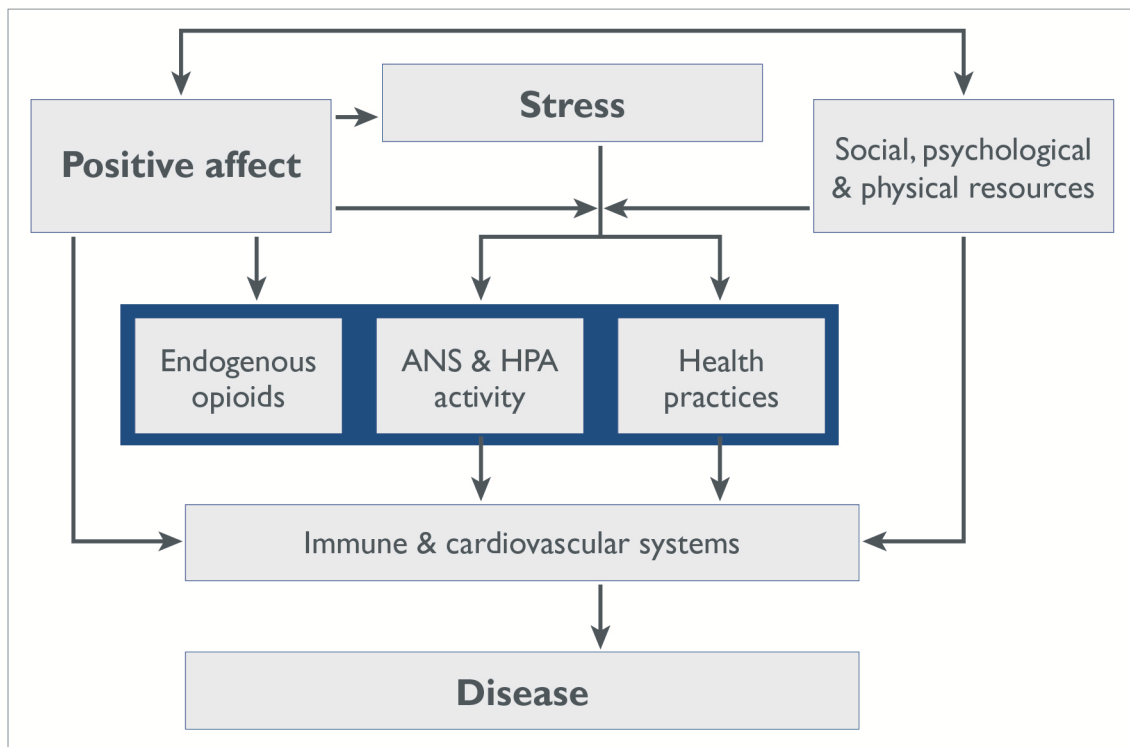 Stress
Positive affect
Social, psychological
& physical resources
Endogenous
opioids
ANS & HPA
activity
Health
practices
Immune & cardiovascular systems
Disease